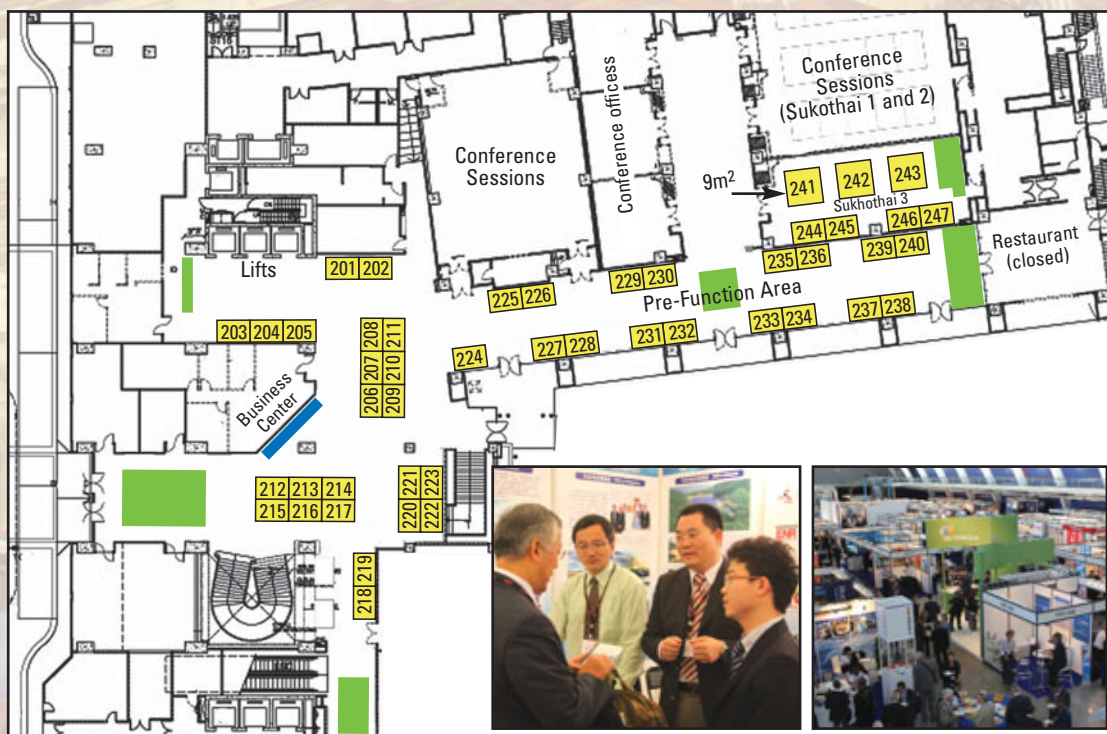 Conference
Sessions
(Sukothai 1 and 2)
Conference officess
Conference
Sessions
9m²
241
242
243
Sukhothai 3
244 245
246 247
Lifts
201 202
229 230
235 236
239 240
Restaurant
(closed)
225 226
Pre-Function Area
203 204 205
208 211
207 210
206 209
224
227 228
231 232
233 234
237 238
Business
Center
212 213 214
215 216 217
221 223
220 222
219
218
ENR